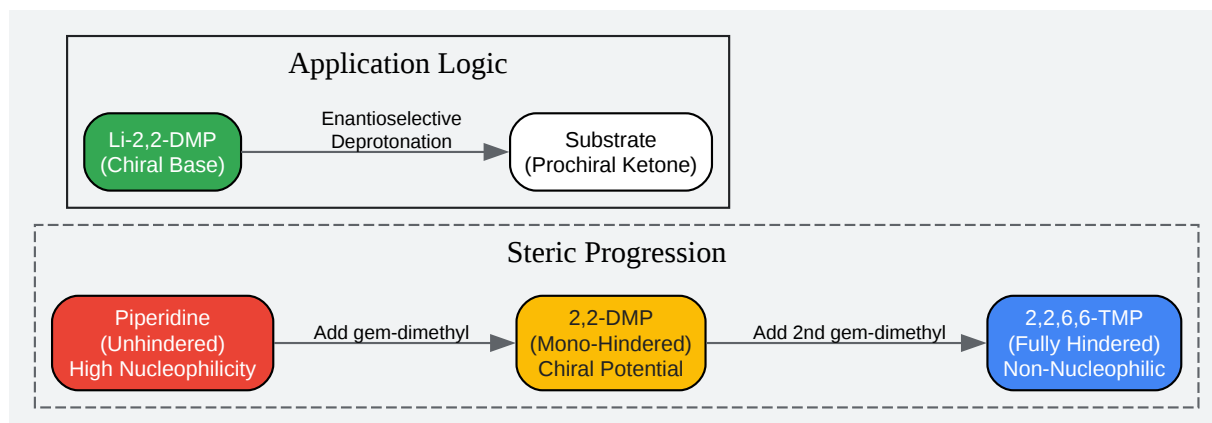 Application Logic
Li-2,2-DMP
(Chiral Base)
Enantioselective
Deprotonation
Substrate
(Prochiral Ketone)
Steric Progression
Piperidine
(Unhindered)
High Nucleophilicity
Add gem-dimethyl
2,2-DMP
(Mono-Hindered)
Chiral Potential
Add 2nd gem-dimethyl
2,2,6,6-TMP
(Fully Hindered)
Non-Nucleophilic